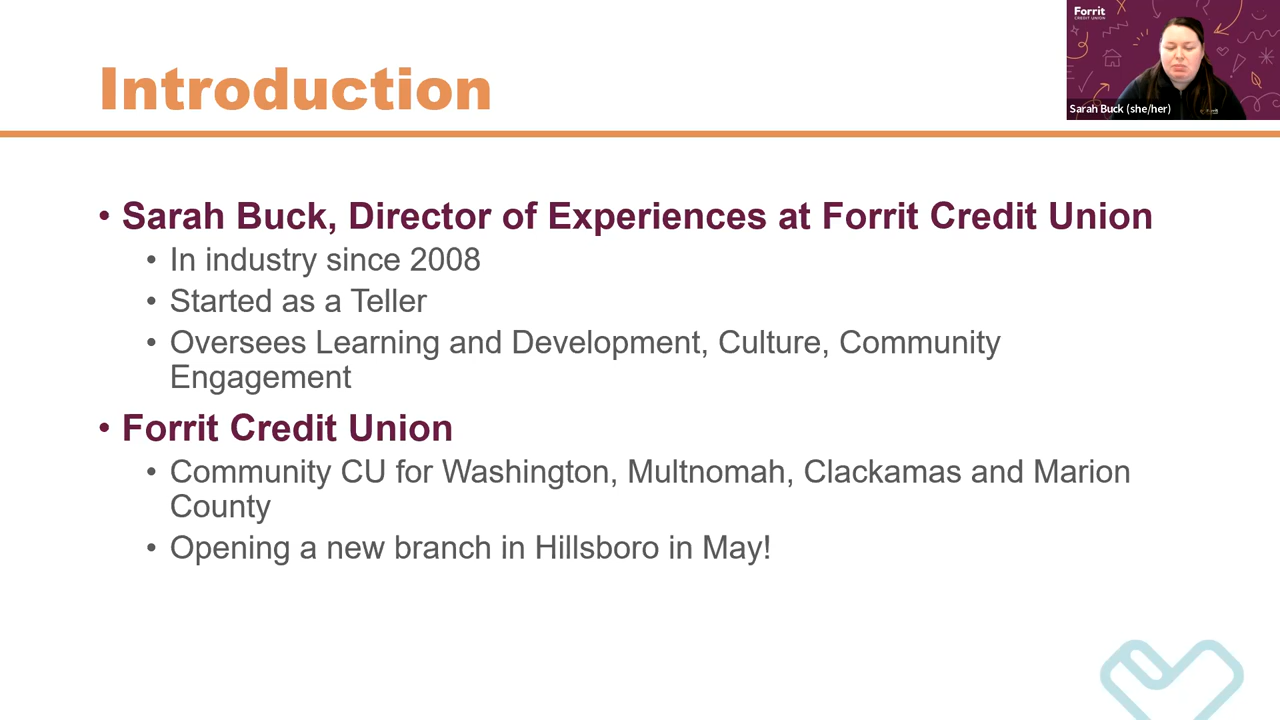 Introduction
Forrit
CREDIT UNION
Sarah Buck (she/her)
• Sarah Buck, Director of Experiences at Forrit Credit Union
• In industry since 2008
• Started as a Teller
• Oversees Learning and Development, Culture, Community
Engagement
• Forrit Credit Union
• Community CU for Washington, Multnomah, Clackamas and Marion
County
• Opening a new branch in Hillsboro in May!